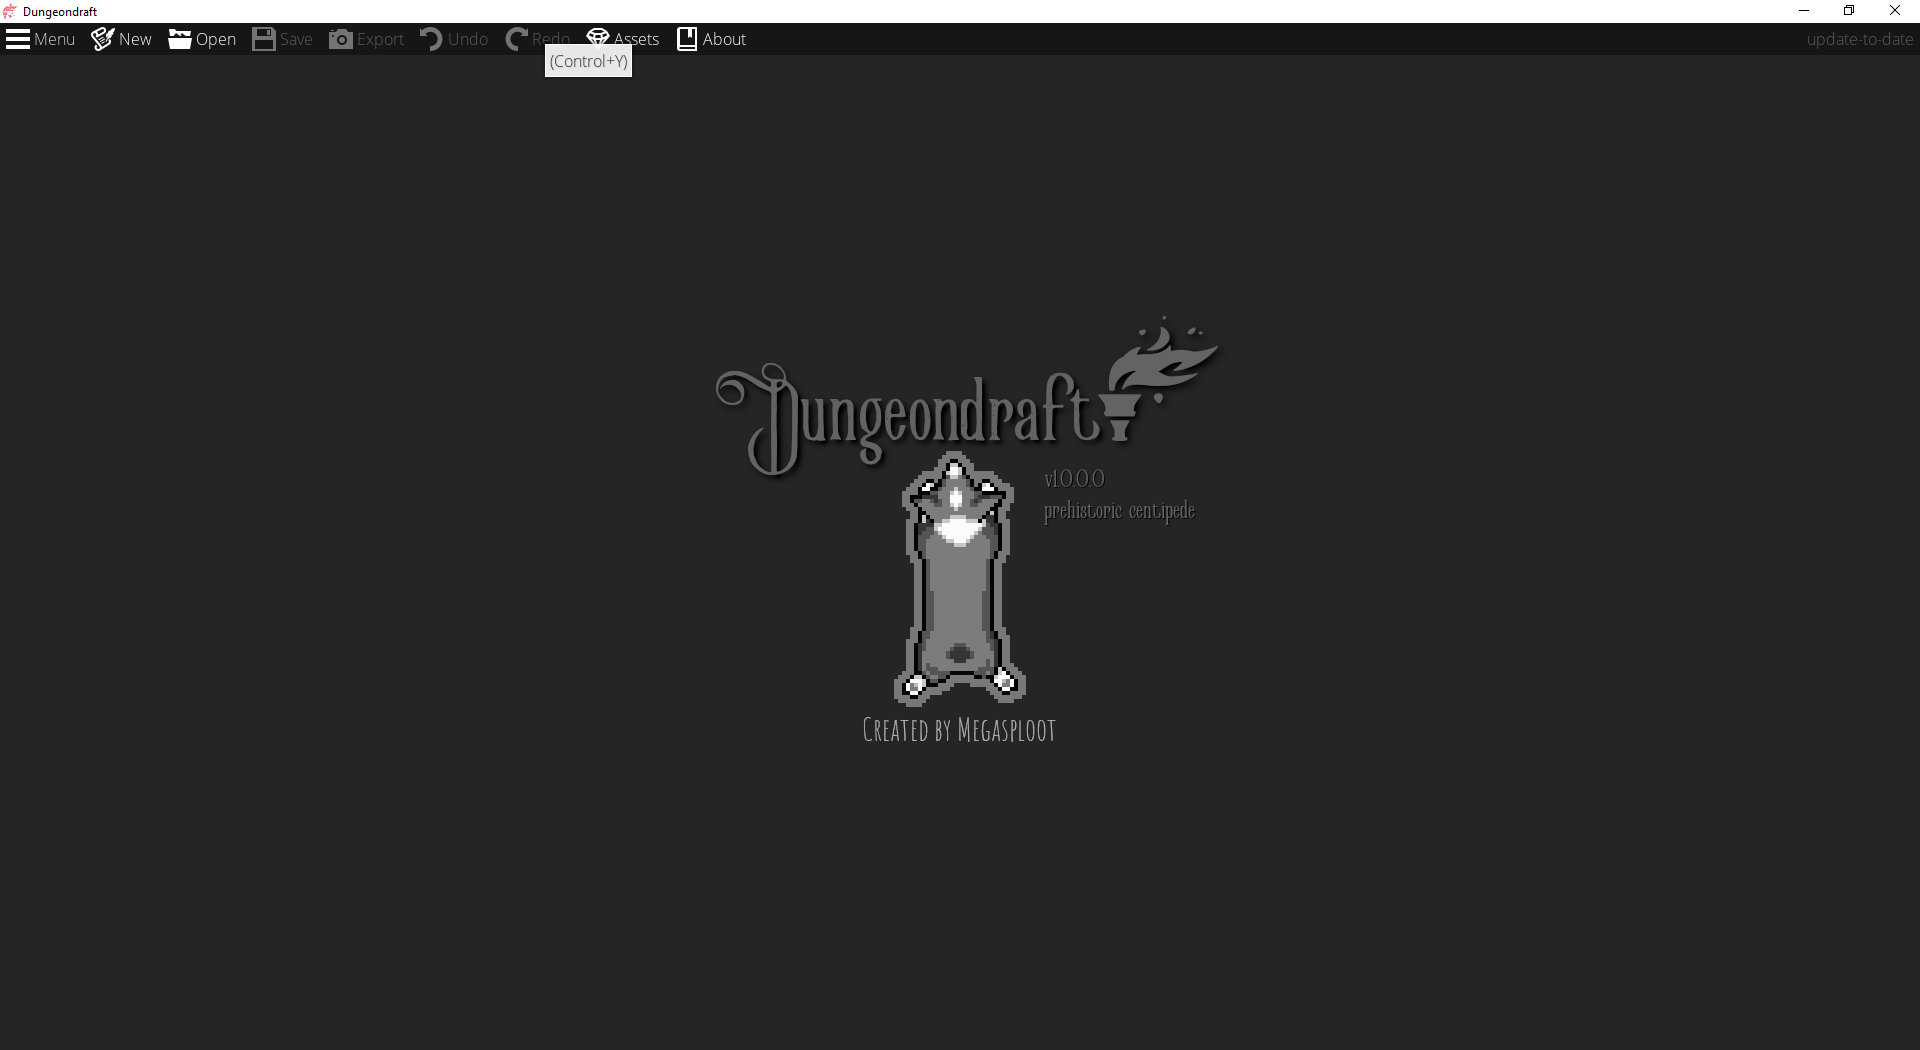 Dungeondraft
Menu New Open Save Export Undo Redo Assets About update-to-date
(Control+Y)
Dungeondraft
v1.0.0.0
prehistoric centipede
Created by Megasploot